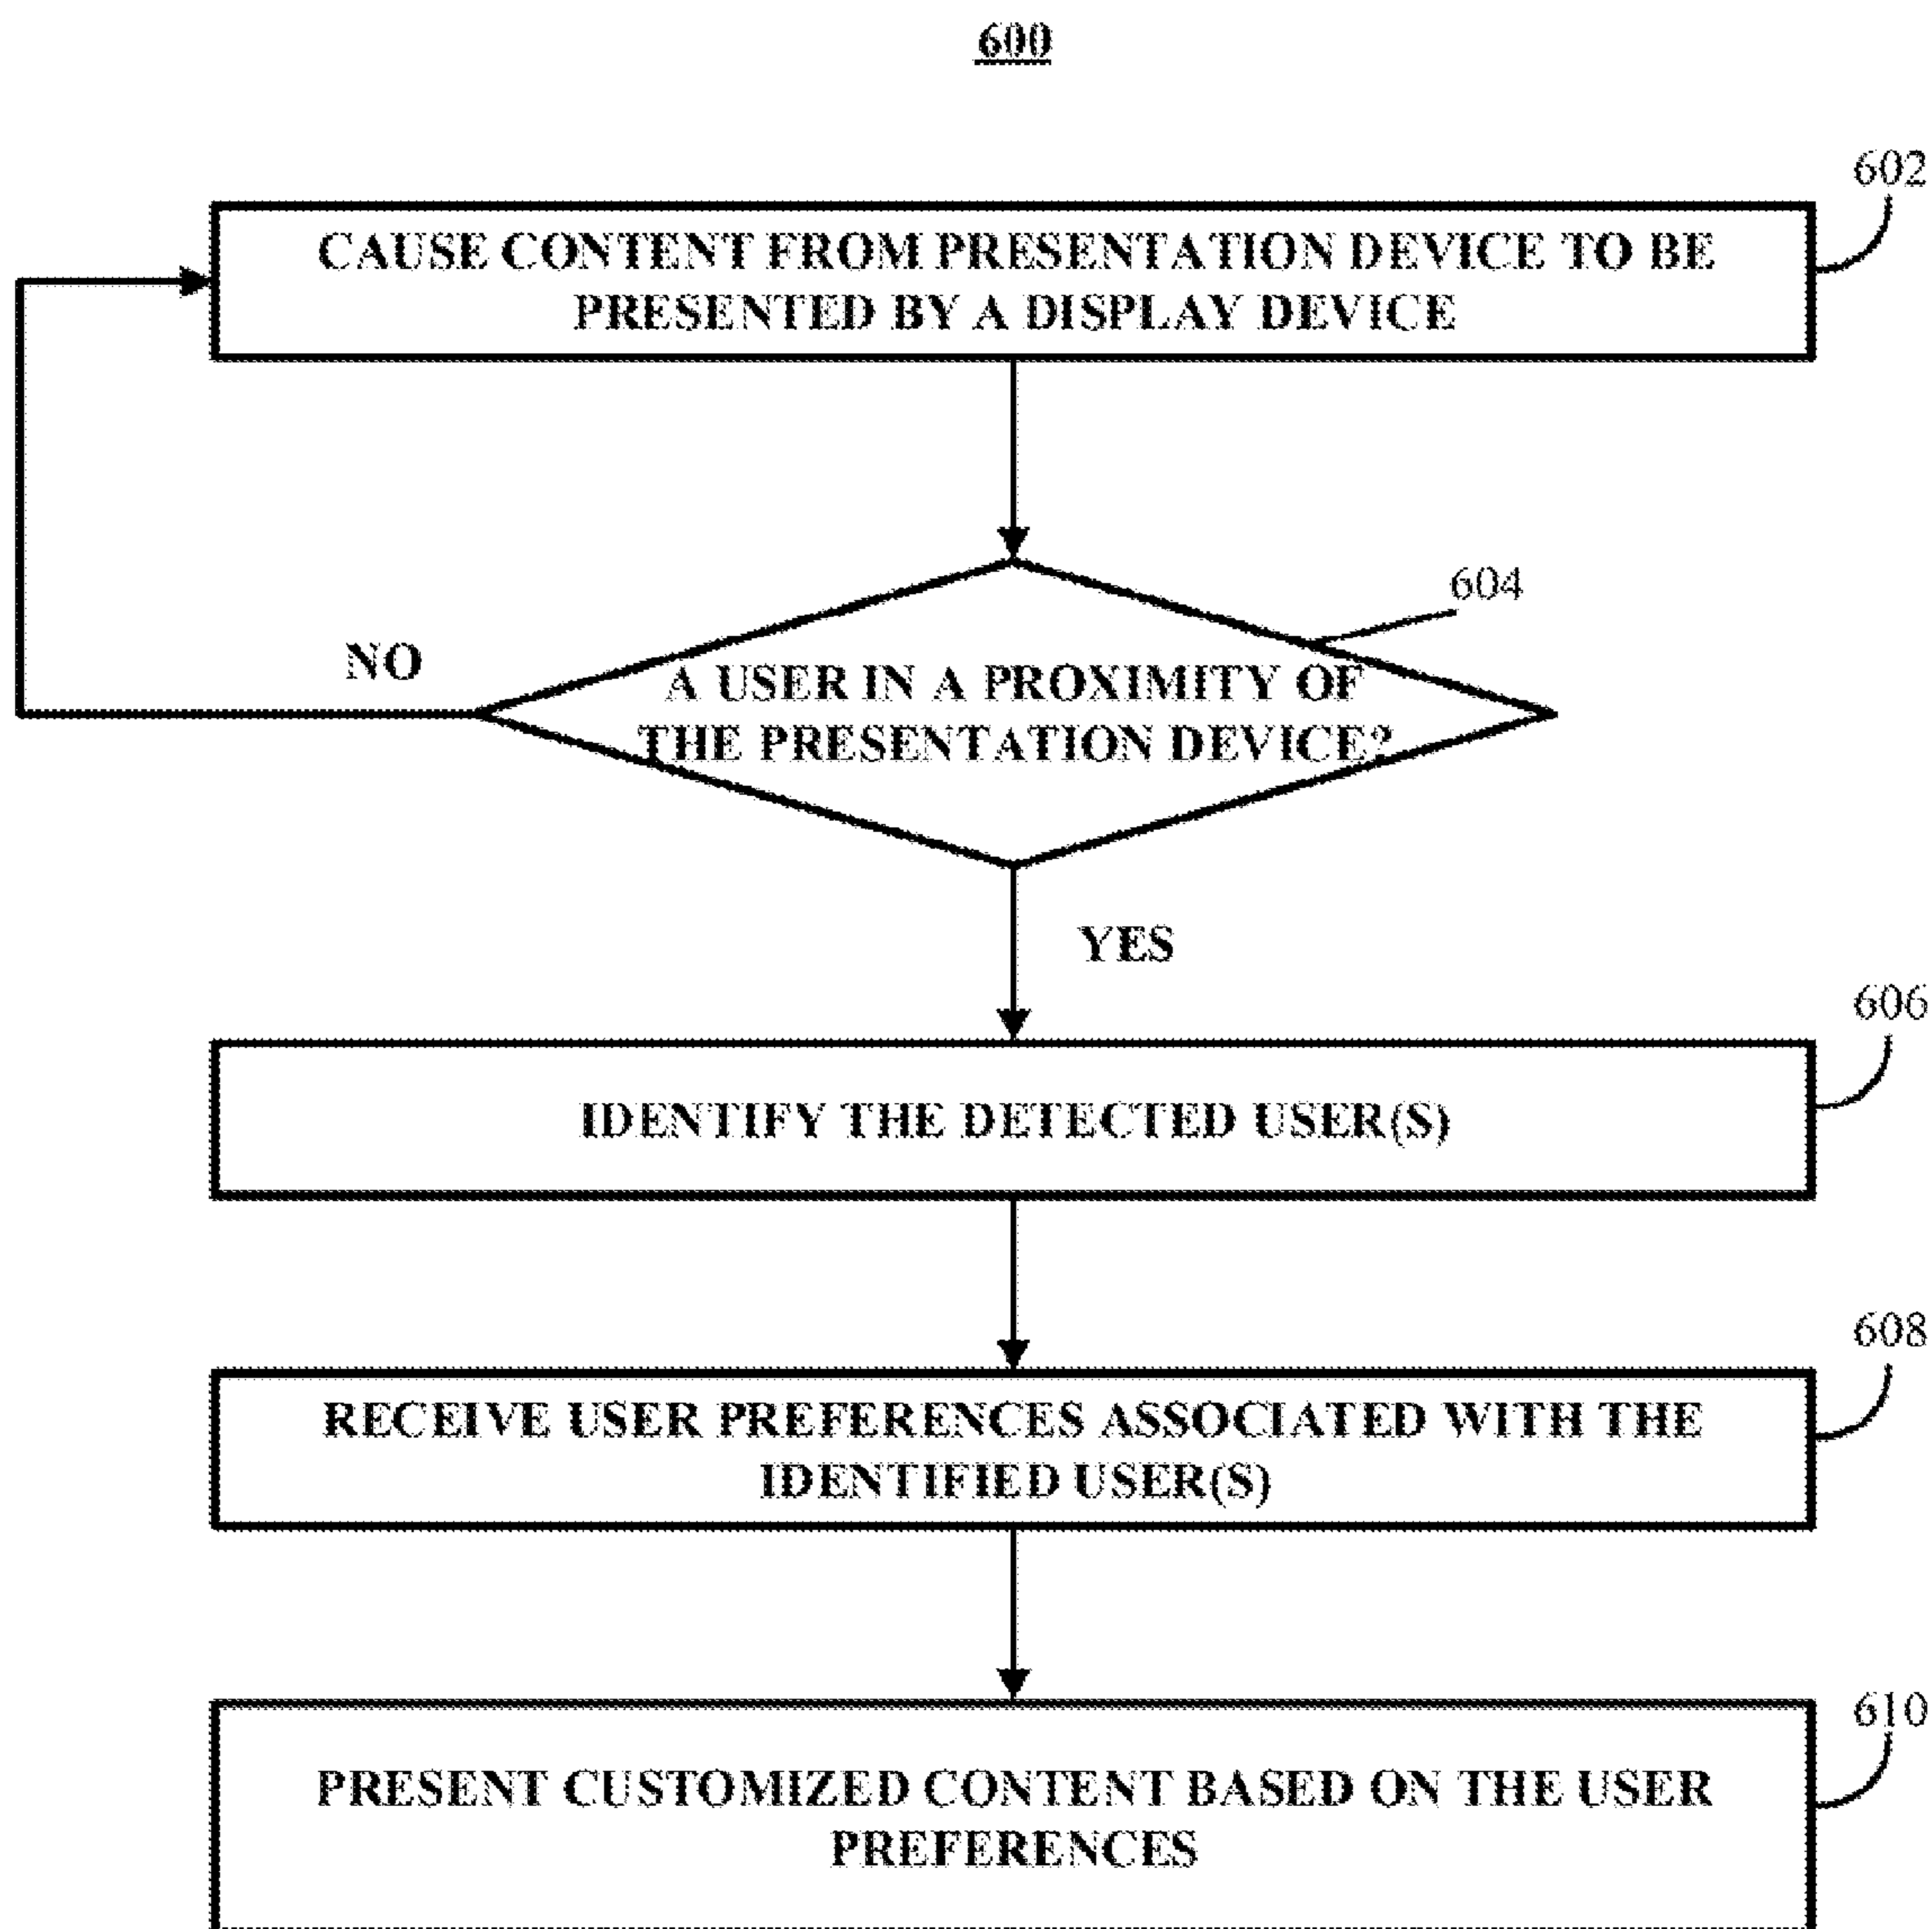 600
602
CAUSE CONTENT FROM PRESENTATION DEVICE TO BE
PRESENTED BY A DISPLAY DEVICE
604
NO
A USER IN A PROXIMITY OF
THE PRESENTATION DEVICE?
YES
606
IDENTIFY THE DETECTED USER(S)
608
RECEIVE USER PREFERENCES ASSOCIATED WITH THE
IDENTIFIED USER(S)
610
PRESENT CUSTOMIZED CONTENT BASED ON THE USER
PREFERENCES